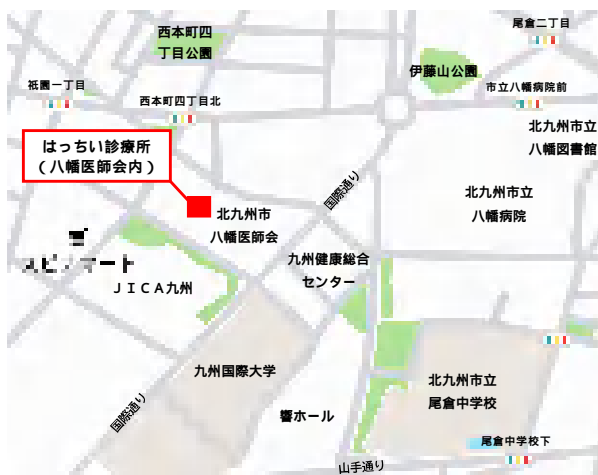 西本町四
丁目公園
尾倉二丁目
伊藤山公園
祇園一丁目
市立八幡病院前
西本町四丁目北
北九州市立
八幡図書館
はっちい診療所
（八幡医師会内）
国際通り
北九州市立
八幡病院
北九州市
八幡医師会
九州健康総合
センター
スピナマート
ＪＩＣＡ九州
九州国際大学
北九州市立
尾倉中学校
国際通り
響ホール
尾倉中学校下
山手通り